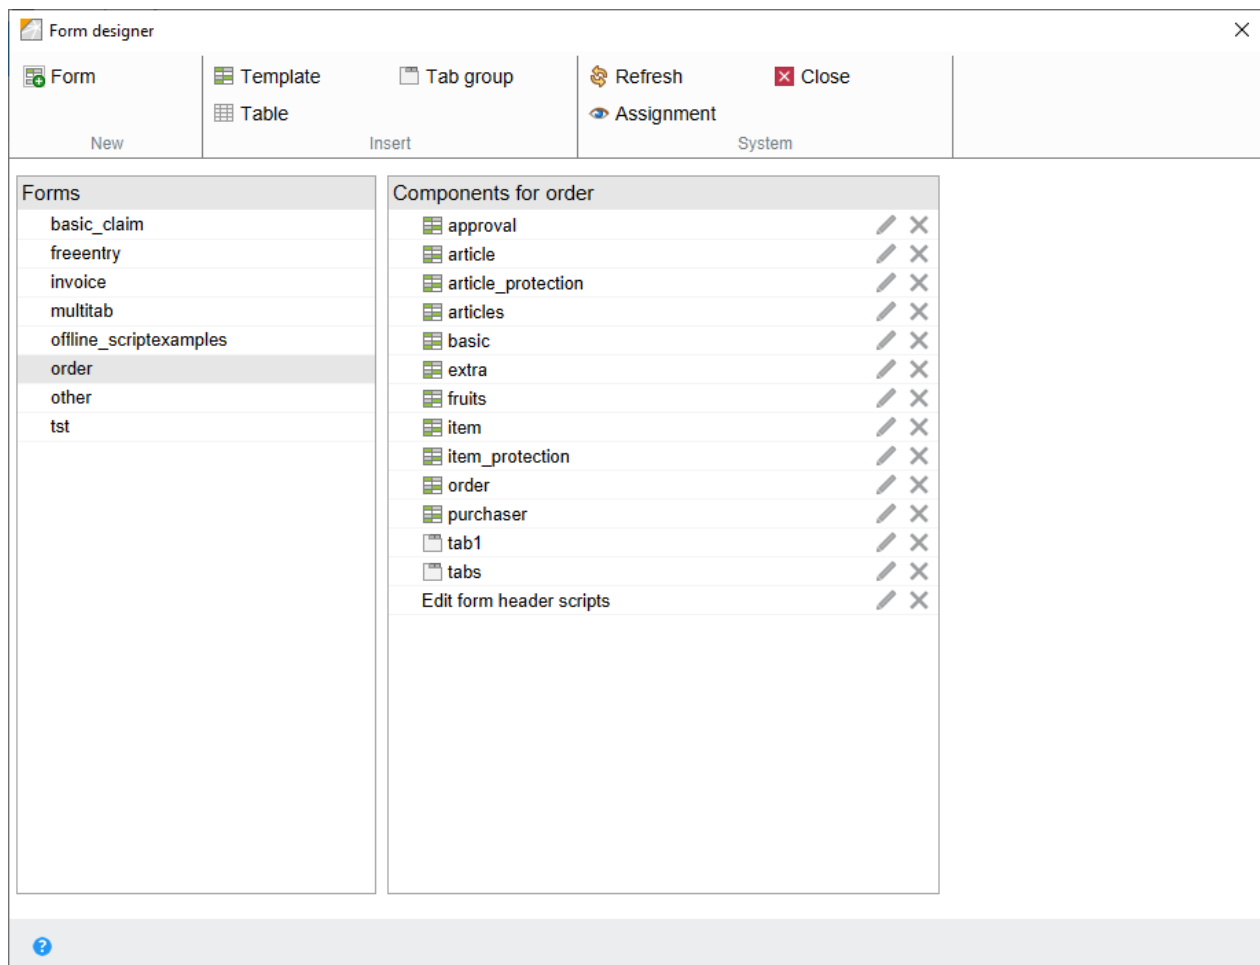 Form designer
Form
Template
Tab group
Refresh
Close
Table
Assignment
New
Insert
System
Forms
basic_claim
freeentry
invoice
multitab
offline_scriptexamples
order
other
tst
Components for order
approval
article
article_protection
articles
basic
extra
fruits
item
item_protection
order
purchaser
tab1
tabs
Edit form header scripts
?